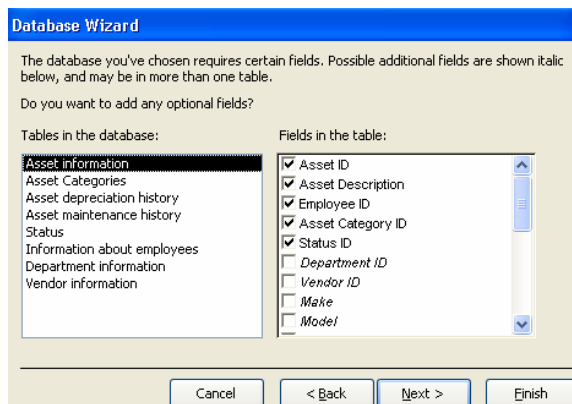 Database Wizard
The database you've chosen requires certain fields. Possible additional fields are shown italic
below, and may be in more than one table.
Do you want to add any optional fields?
Tables in the database:
Fields in the table:
Asset information
Asset Categories
Asset depreciation history
Asset maintenance history
Status
Information about employees
Department information
Vendor information
Asset ID
Asset Description
Employee ID
Asset Category ID
Status ID
Department ID
Vendor ID
Make
Model
Cancel
< Back
Next >
Finish